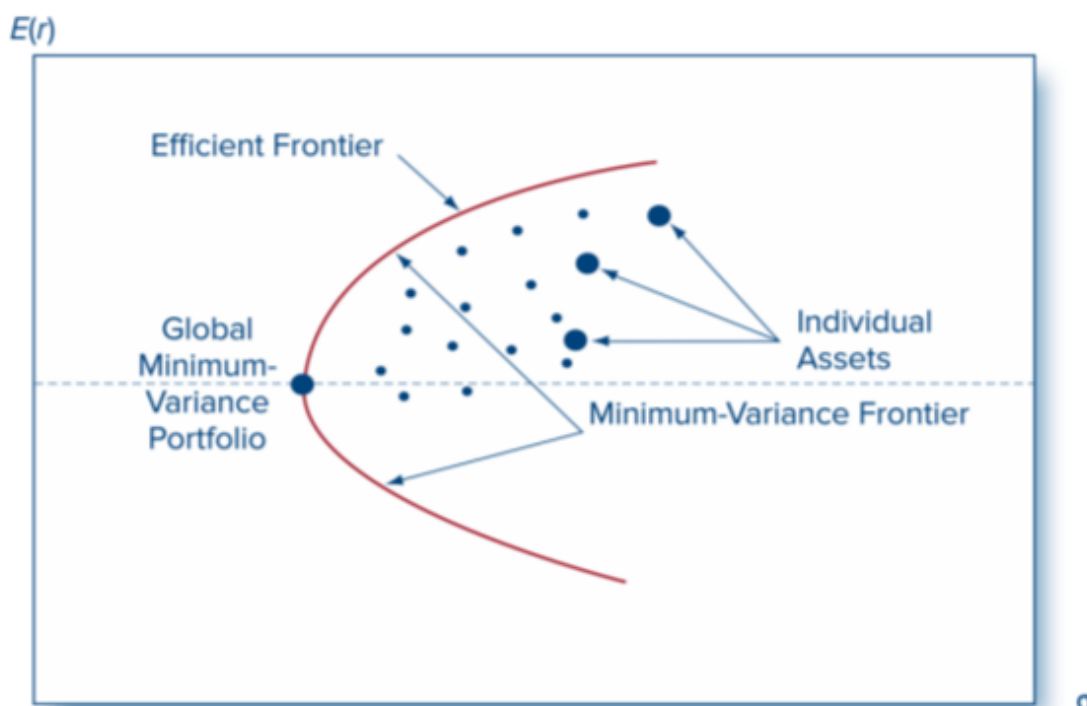 E(r)
Efficient Frontier
Global
Minimum-
Variance
Portfolio
Individual
Assets
Minimum-Variance Frontier